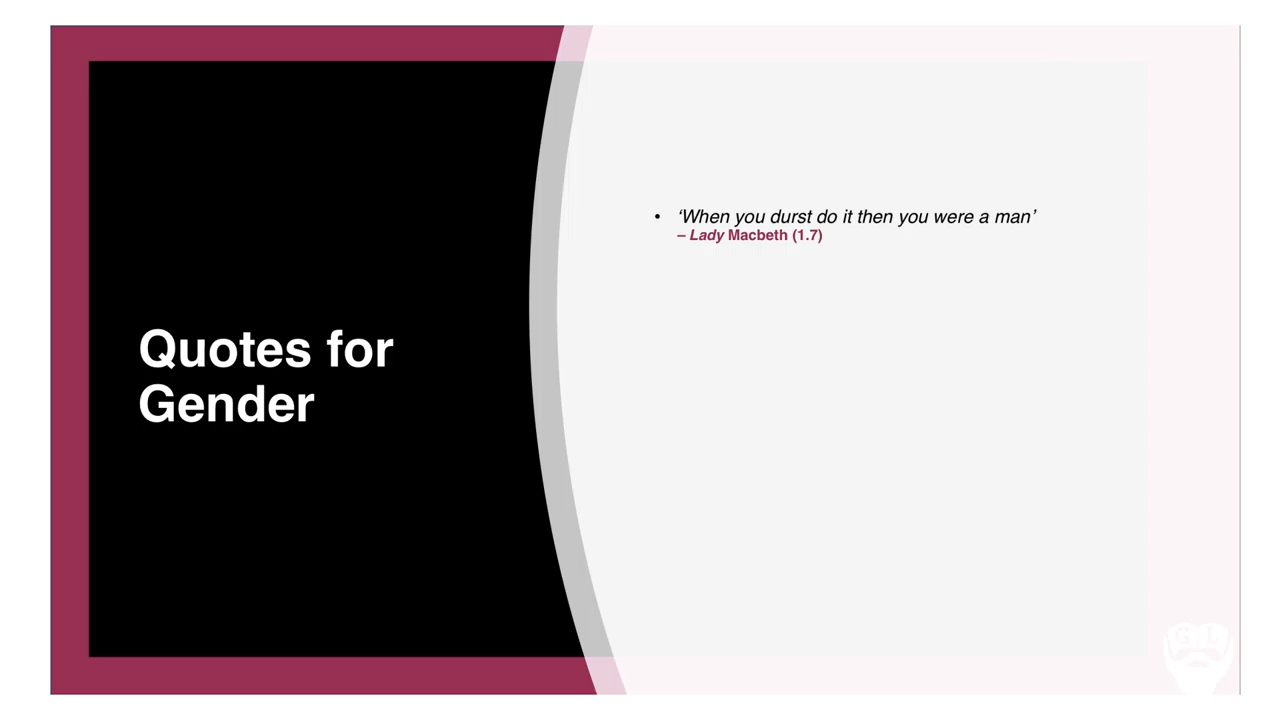 Quotes for
Gender
• ‘When you durst do it then you were a man’
– Lady Macbeth (1.7)
G L